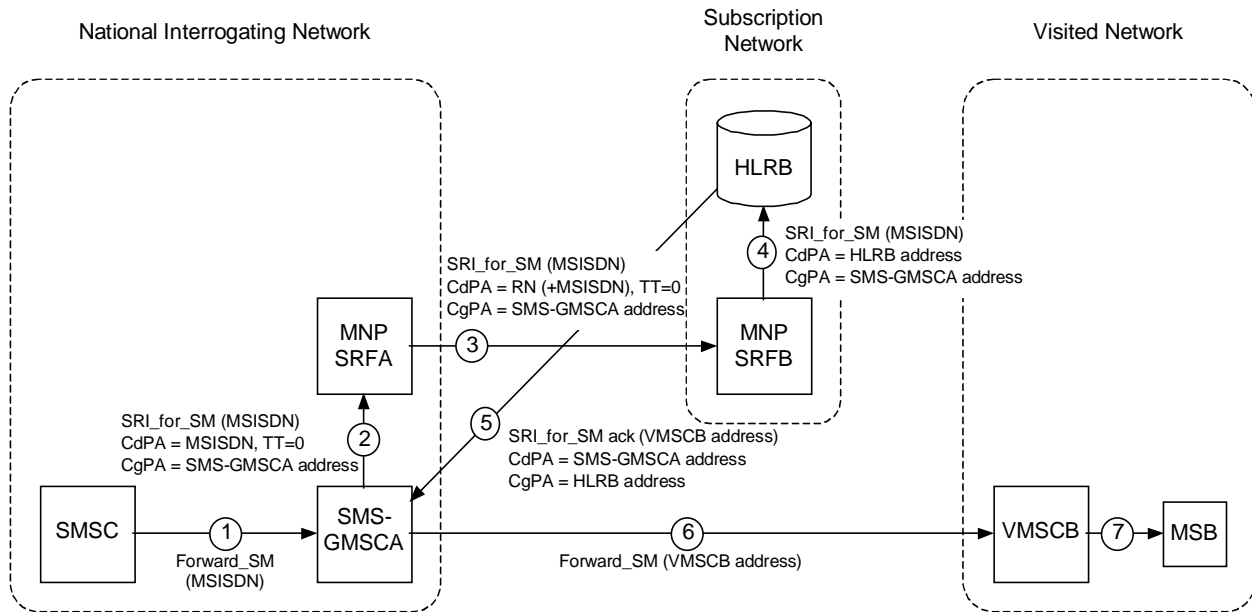 National Interrogating Network
Subscription
Network
Visited Network
HLRB
4
SRI_for_SM (MSISDN)
CdPA = HLRB address
CgPA = SMS-GMSCA address
SRI_for_SM (MSISDN)
CdPA = RN (+MSISDN), TT=0
CgPA = SMS-GMSCA address
MNP
SRFA
3
MNP
SRFB
SRI_for_SM (MSISDN)
CdPA = MSISDN, TT=0
CgPA = SMS-GMSCA address
2
5
SRI_for_SM ack (VMSCB address)
CdPA = SMS-GMSCA address
CgPA = HLRB address
SMSC
1
Forward_SM
(MSISDN)
SMS-
GMSCA
6
Forward_SM (VMSCB address)
VMSCB
7
MSB